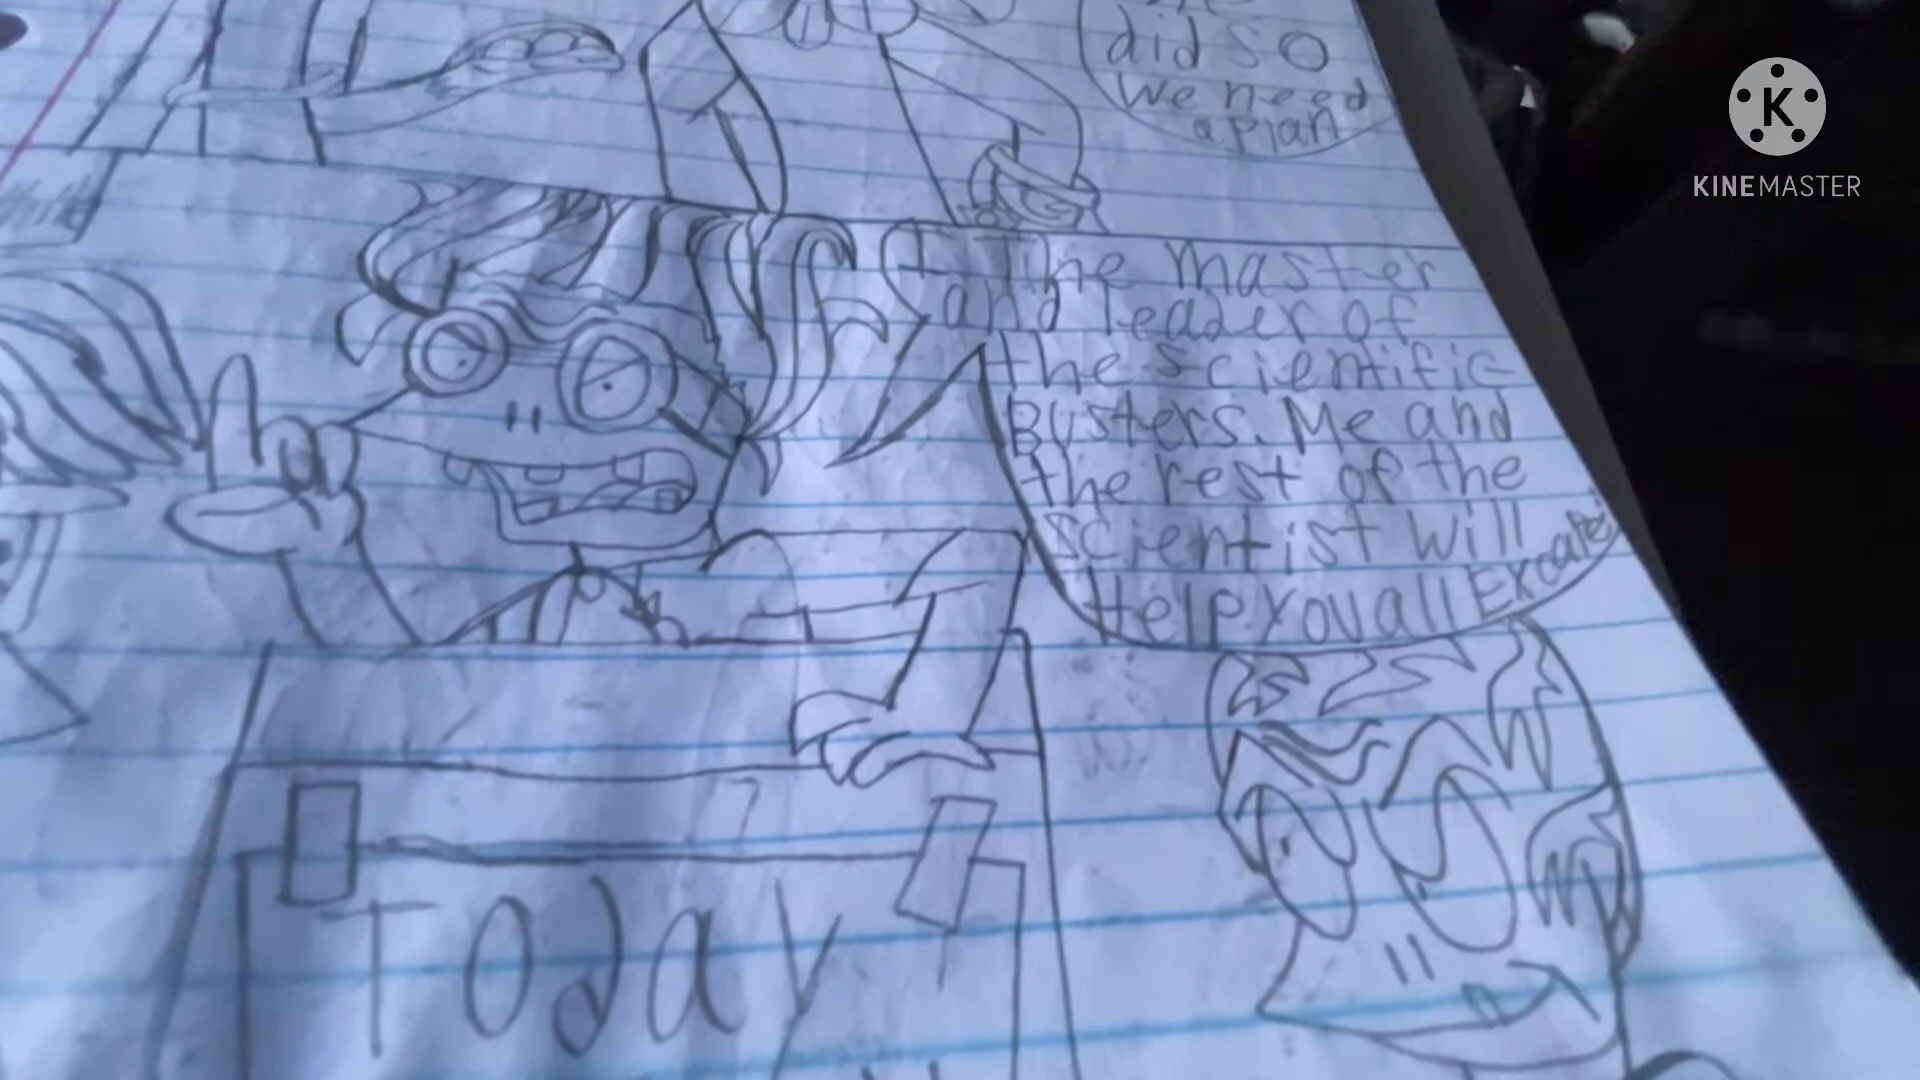 did so
we need
a plan
KINEMASTER
I The master
and leader of
the scientific
Busters. Me and
the rest of the
scientist will
Help you all
Today